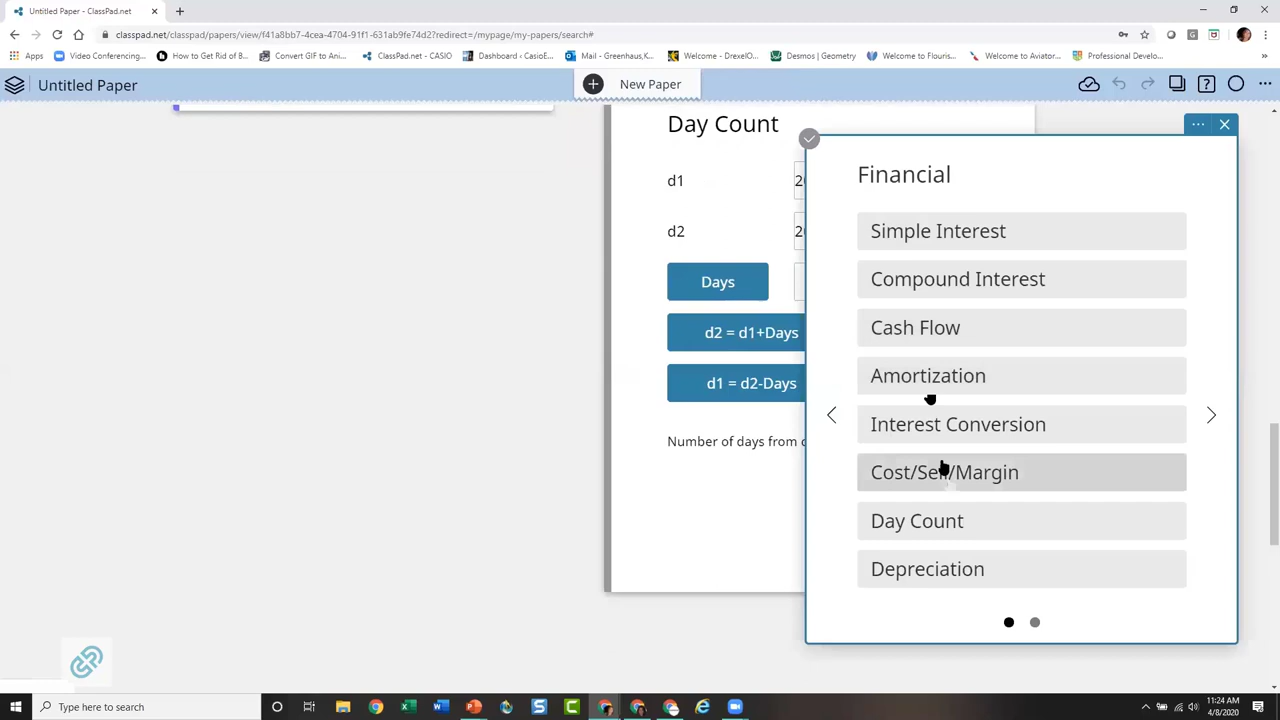 Untitled Paper - ClassPad.net
classpad.net/classpad/papers/view/f41a8bb7-4cea-4704-91f1-631ab9fe74d2?redirect=/mypage/my-papers/search#
Apps
Video Conferencing...
How to Get Rid of 8...
Convert GIF to Ani...
ClassPad.net - CASIO
Dashboard < CasioE...
Mail - Greenhaus,K...
Welcome - DrexelO...
Desmos | Geometry
Welcome to Flouris...
Welcome to Aviator...
Professional Develo...
Untitled Paper
New Paper
Day Count
d1
20
d2
20
Days
d2 = d1+Days
d1 = d2-Days
Number of days from
Financial
Simple Interest
Compound Interest
Cash Flow
Amortization
Interest Conversion
Cost/Sell/Margin
Day Count
Depreciation
Type here to search
11:24 AM
4/8/2020